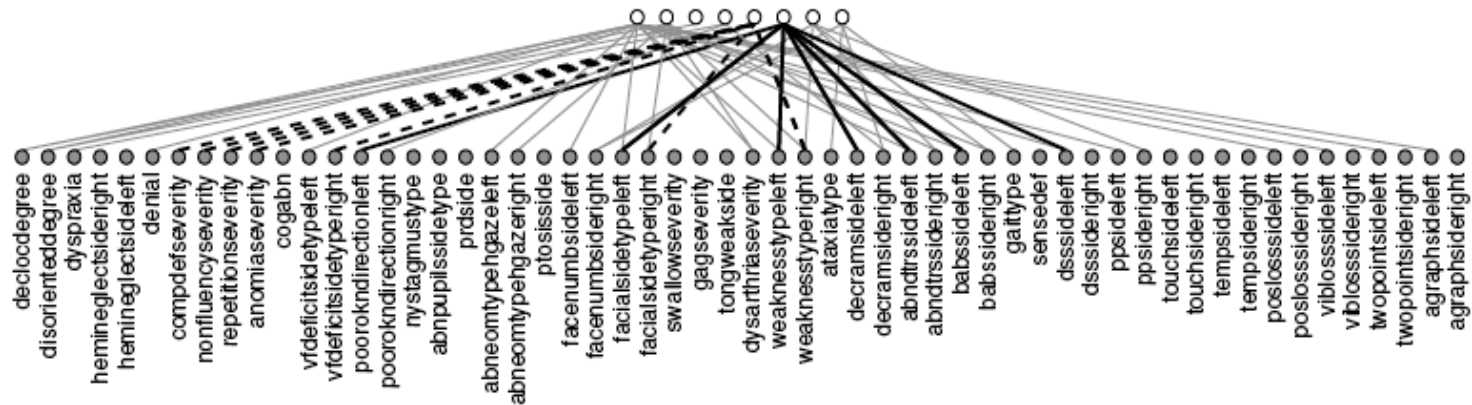 declocdegree
disorienteddegree
dyspraxia
hemineglectsideright
hemineglectsideleft
denial
compdefseverity
nonfluencyseverity
repetitionseverity
anomiaseverity
cogabn
vfdeficitsidetypeleft
vfdeficitsidetyperight
poorokndirectionleft
poorokndirectionright
nystagmustype
abnpupilsssidetype
prdside
abneomtypehgazeleft
abneomtypehgazeright
ptosisside
facenumbsideleft
facenumbsideright
facialsidetypeleft
facialsidetyperight
swallowseverity
gagseverity
tongweakside
dysarthriaseverity
weaknesstypeleft
weaknesstyperight
ataxiatype
decramsideleft
decramsideright
abndtrssideleft
abndtrssideright
babssideleft
babssideright
gaittype
sensedef
dsssideleft
dsssideright
ppsideleft
ppsideright
touchsideleft
touchsideright
tempsideleft
tempsideright
poslosssideleft
poslosssideright
viblosssideleft
viblosssideright
twopointsideleft
twopointsideright
agraphsideleft
agraphsideright